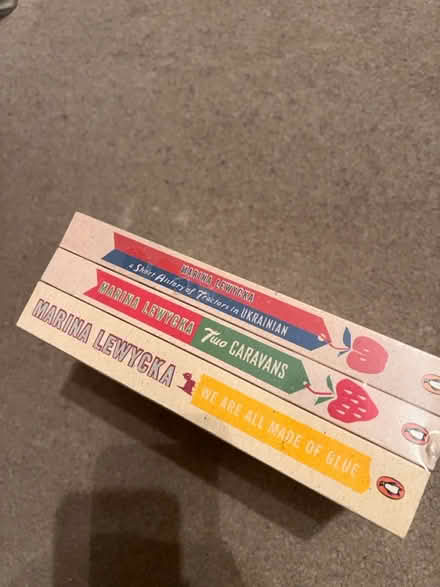 MARINA LEWYCKA
a Short History of Tractors in UKRAINIAN
MARINA LEWYCKA Two CARAVANS
MARINA LEWYCKA WE ARE ALL MADE OF GLUE